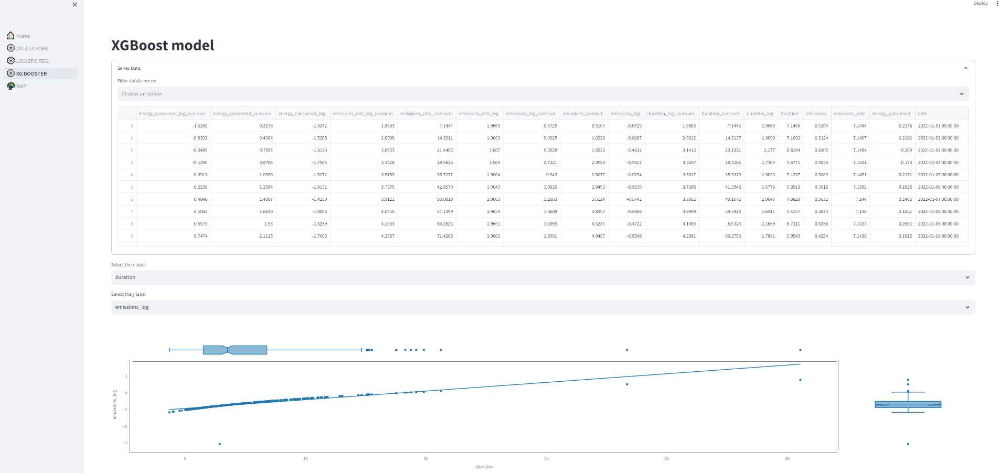 Deploy
Home
DATA LOADER
LOGISTIC REG.
XG BOOSTER
MAP
XGBoost model
Series Data:
Filter dataframe on
Choose an option
energy_consumed_log_cumsum energy_consumed_cumsum energy_consumed_log emissions_rate_log_cumsum emissions_rate_cumsum emissions_rate_log emissions_log_cumsum emissions_cumsum emissions_log duration_log_cumsum duration_cumsum duration_log duration emissions emissions_rate energy_consumed date
0 -1.5242 0.2178 -1.5242 1.9663 7.1444 1.9663 -0.6725 0.5104 -0.6725 1.9663 7.1445 1.9663 7.1445 0.5104 7.1444 0.2178 2022-01-01 00:00:00
1 -0.8292 0.4364 -1.5205 2.6596 14.2911 1.9666 0.0225 1.0228 -0.6687 2.6612 14.3137 1.9698 7.1692 0.5124 7.1467 0.2186 2022-01-02 00:00:00
2 -0.3489 0.7054 -1.3129 3.0653 21.4405 1.967 0.5028 1.6533 -0.4612 3.1413 23.1331 2.177 8.8194 0.6305 7.1494 0.269 2022-01-03 00:00:00
3 -0.1296 0.8784 -1.7544 3.3528 28.5826 1.966 0.7221 2.0588 -0.9027 3.3607 28.8102 1.7364 5.6771 0.4055 7.1421 0.173 2022-01-04 00:00:00
4 0.0913 1.0956 -1.5272 3.5759 35.7277 1.9664 0.943 2.5677 -0.6754 3.5817 35.9329 1.9633 7.1227 0.5089 7.1451 0.2171 2022-01-05 00:00:00
5 0.2298 1.2584 -1.8152 3.7579 42.8579 1.9643 1.0816 2.9493 -0.9635 3.7205 41.2843 1.6773 5.3513 0.3816 7.1302 0.1628 2022-01-06 00:00:00
6 0.4046 1.4987 -1.4259 3.9121 50.0019 1.9663 1.2563 3.5124 -0.5742 3.8952 49.1672 2.0647 7.8829 0.5632 7.144 0.2403 2022-01-07 00:00:00
7 0.5092 1.6639 -1.8003 4.0455 57.1399 1.9654 1.3609 3.8997 -0.9486 3.9999 54.5928 1.6911 5.4257 0.3873 7.138 0.1652 2022-01-08 00:00:00
8 0.6575 1.93 -1.3239 4.1633 64.2825 1.9661 1.5093 4.5234 -0.4722 4.1483 63.324 2.1669 8.7311 0.6236 7.1427 0.2661 2022-01-09 00:00:00
9 0.7474 2.1115 -1.7066 4.2687 71.4263 1.9662 1.5991 4.9487 -0.8548 4.2381 69.2783 1.7841 5.9543 0.4254 7.1438 0.1815 2022-01-10 00:00:00
Select the x label
duration
Select the y label
emissions_log
1
0
−1
−2
−3
emissions_log
5 10 15 20 25 30
duration